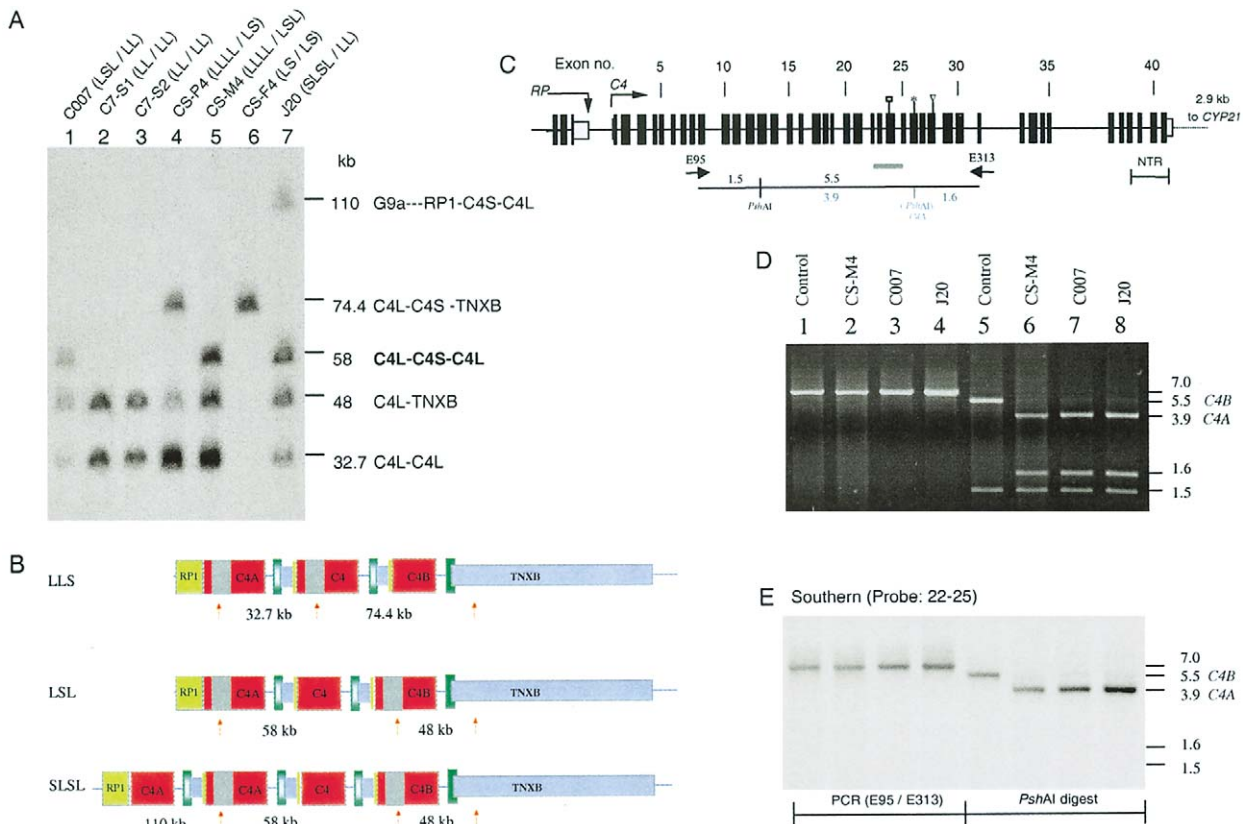 A
C007 (LSL / LL)
C7-S1 (LL / LL)
C7-S2 (LL / LL)
CS-P4 (LLLL / LS)
CS-M4 (LLLL / LSL)
CS-F4 (LS / LS)
J20 (SLSL / LL)
1 2 3 4 5 6 7
kb
110 G9a---RP1-C4S-C4L
74.4 C4L-C4S -TNXB
58 C4L-C4S-C4L
48 C4L-TNXB
32.7 C4L-C4L
B
LLS
RP1 C4A C4 C4B TNXB
32.7 kb 74.4 kb
LSL
RP1 C4A C4 C4B TNXB
58 kb 48 kb
SLSL
RP1 C4A C4A C4 C4B TNXB
110 kb 58 kb 48 kb
C
Exon no. 5 10 15 20 25 30 35 40
RP C4
2.9 kb
to CYP21
E95 E313 NTR
1.5 5.5
PshAI 3.9 1.6
D
Control
CS-M4
C007
J20
Control
CS-M4
C007
J20
1 2 3 4 5 6 7 8
7.0
5.5 C4B
3.9 C4A
1.6
1.5
E Southern (Probe: 22-25)
7.0
5.5 C4B
3.9 C4A
1.6
1.5
PCR (E95 / E313) PshAI digest